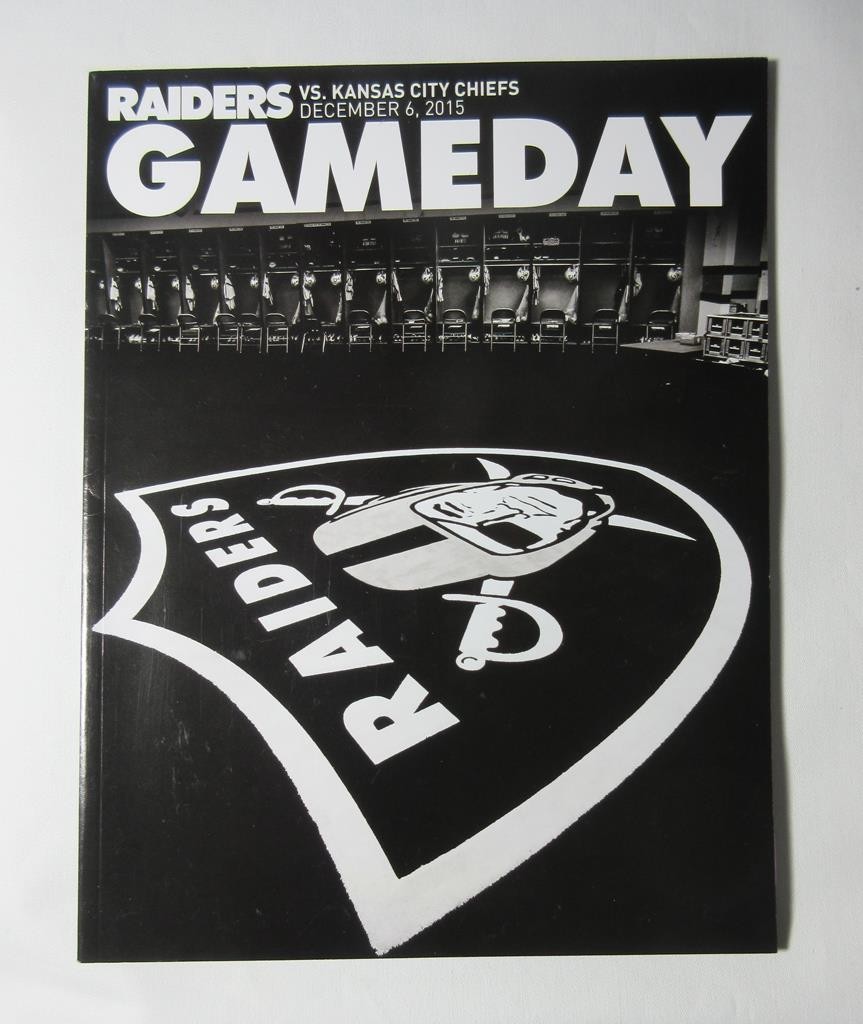 RAIDERS VS. KANSAS CITY CHIEFS
DECEMBER 6, 2015
GAMEDAY
RAIDERS